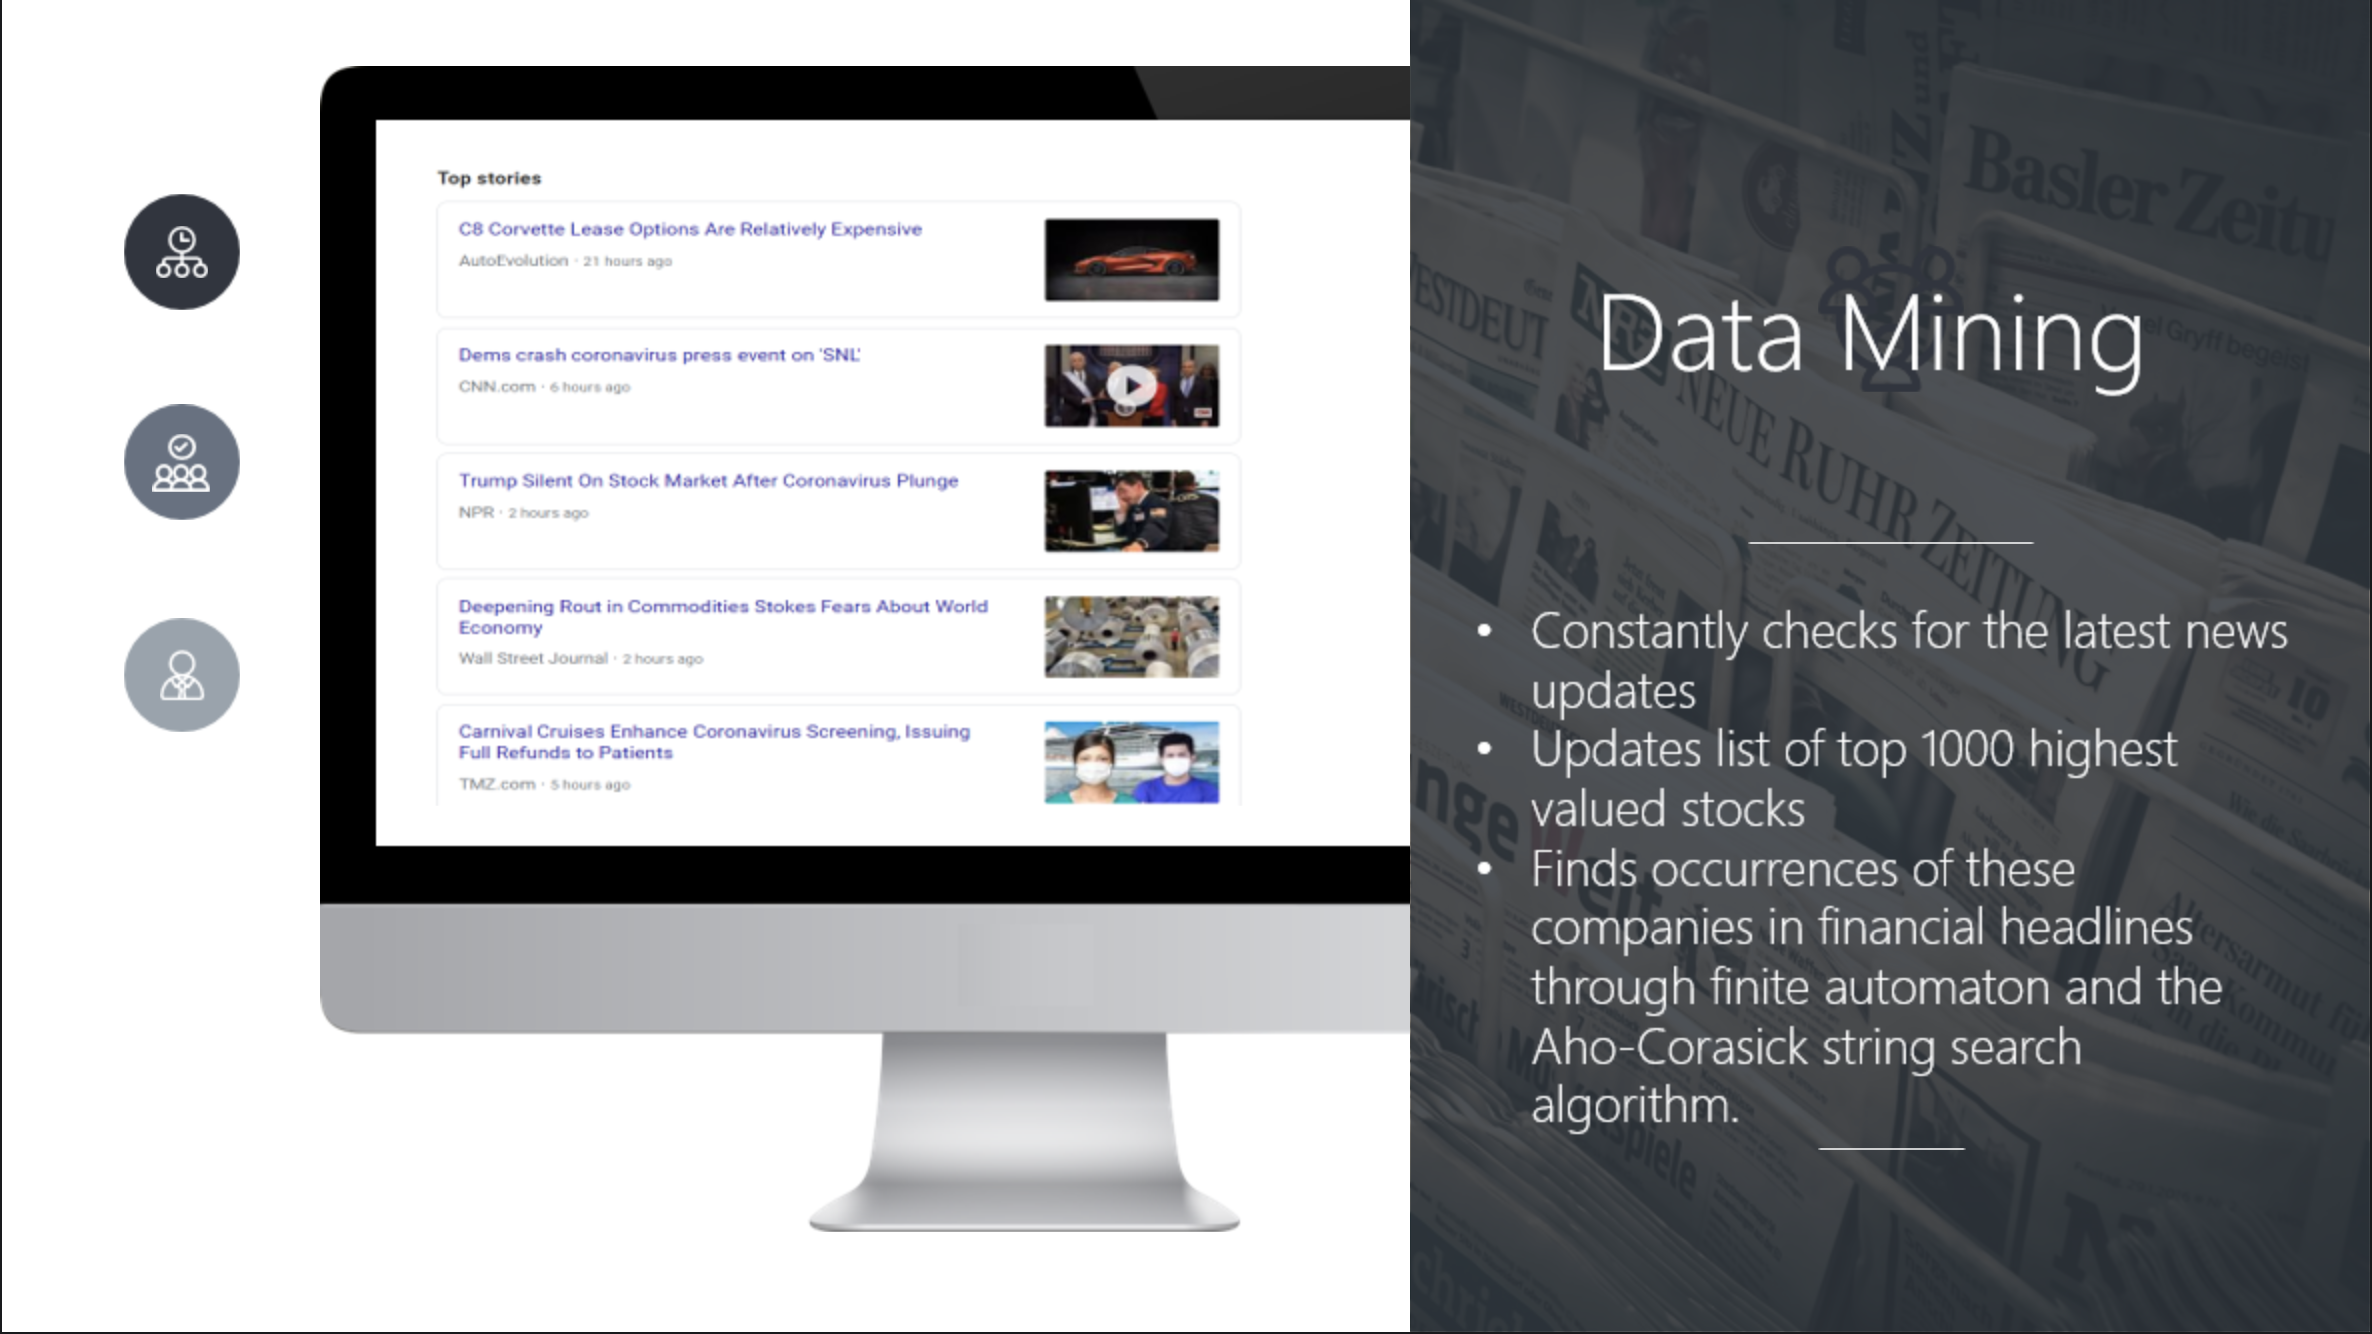 Top stories
C8 Corvette Lease Options Are Relatively Expensive
AutoEvolution · 21 hours ago
Dems crash coronavirus press event on 'SNL'
CNN.com · 6 hours ago
Trump Silent On Stock Market After Coronavirus Plunge
NPR · 2 hours ago
Deepening Rout in Commodities Stokes Fears About World
Economy
Wall Street Journal · 2 hours ago
Carnival Cruises Enhance Coronavirus Screening, Issuing
Full Refunds to Patients
TMZ.com · 5 hours ago
Basler Zeitu
NEUE RUHR ZEITUNG
Data Mining
• Constantly checks for the latest news
updates
• Updates list of top 1000 highest
valued stocks
• Finds occurrences of these
companies in financial headlines
through finite automaton and the
Aho-Corasick string search
algorithm.